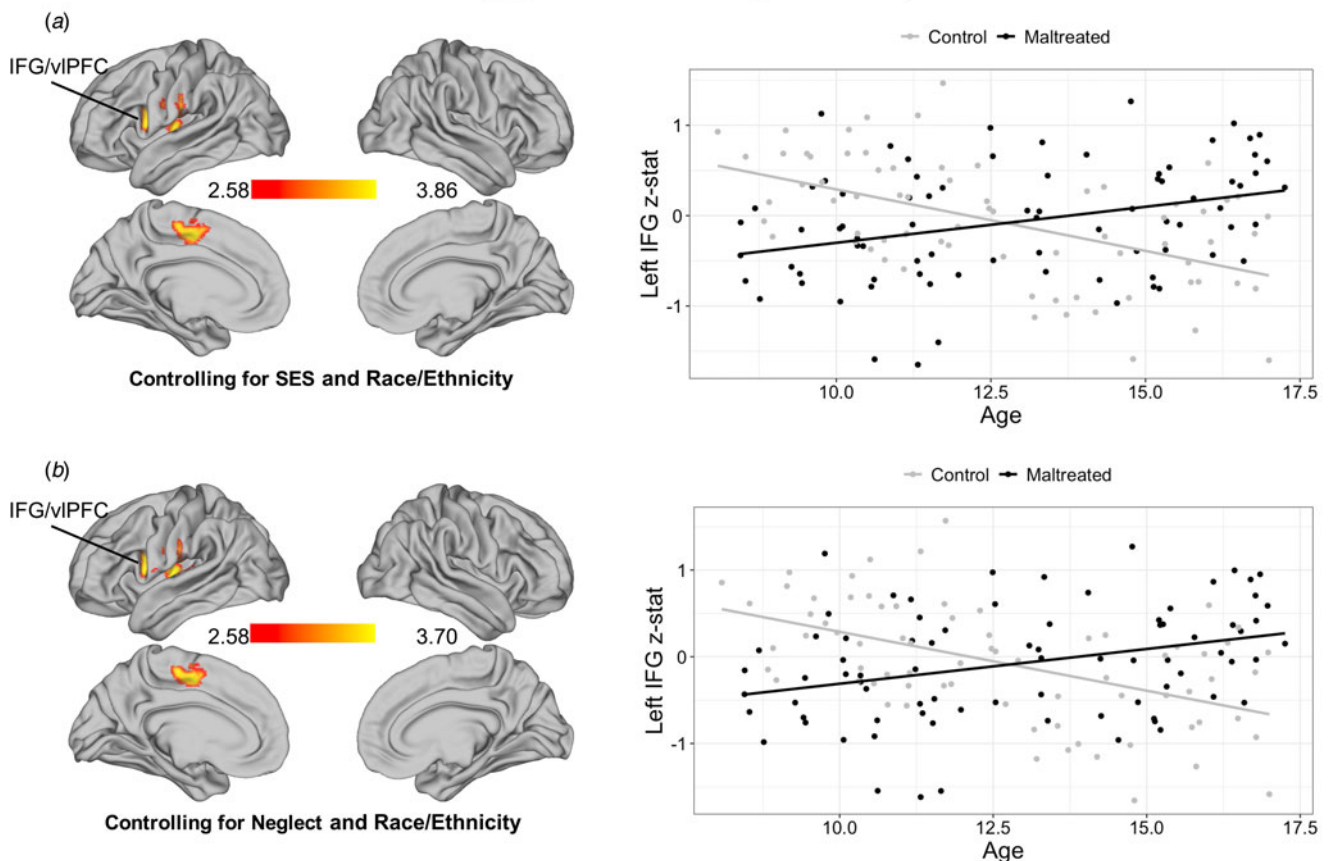 (a)
IFG/vlPFC
2.58 3.86
Controlling for SES and Race/Ethnicity
Control Maltreated
Left IFG z-stat
1
0
-1
10.0 12.5 15.0 17.5
Age
(b)
IFG/vlPFC
2.58 3.70
Controlling for Neglect and Race/Ethnicity
Control Maltreated
Left IFG z-stat
1
0
-1
10.0 12.5 15.0 17.5
Age